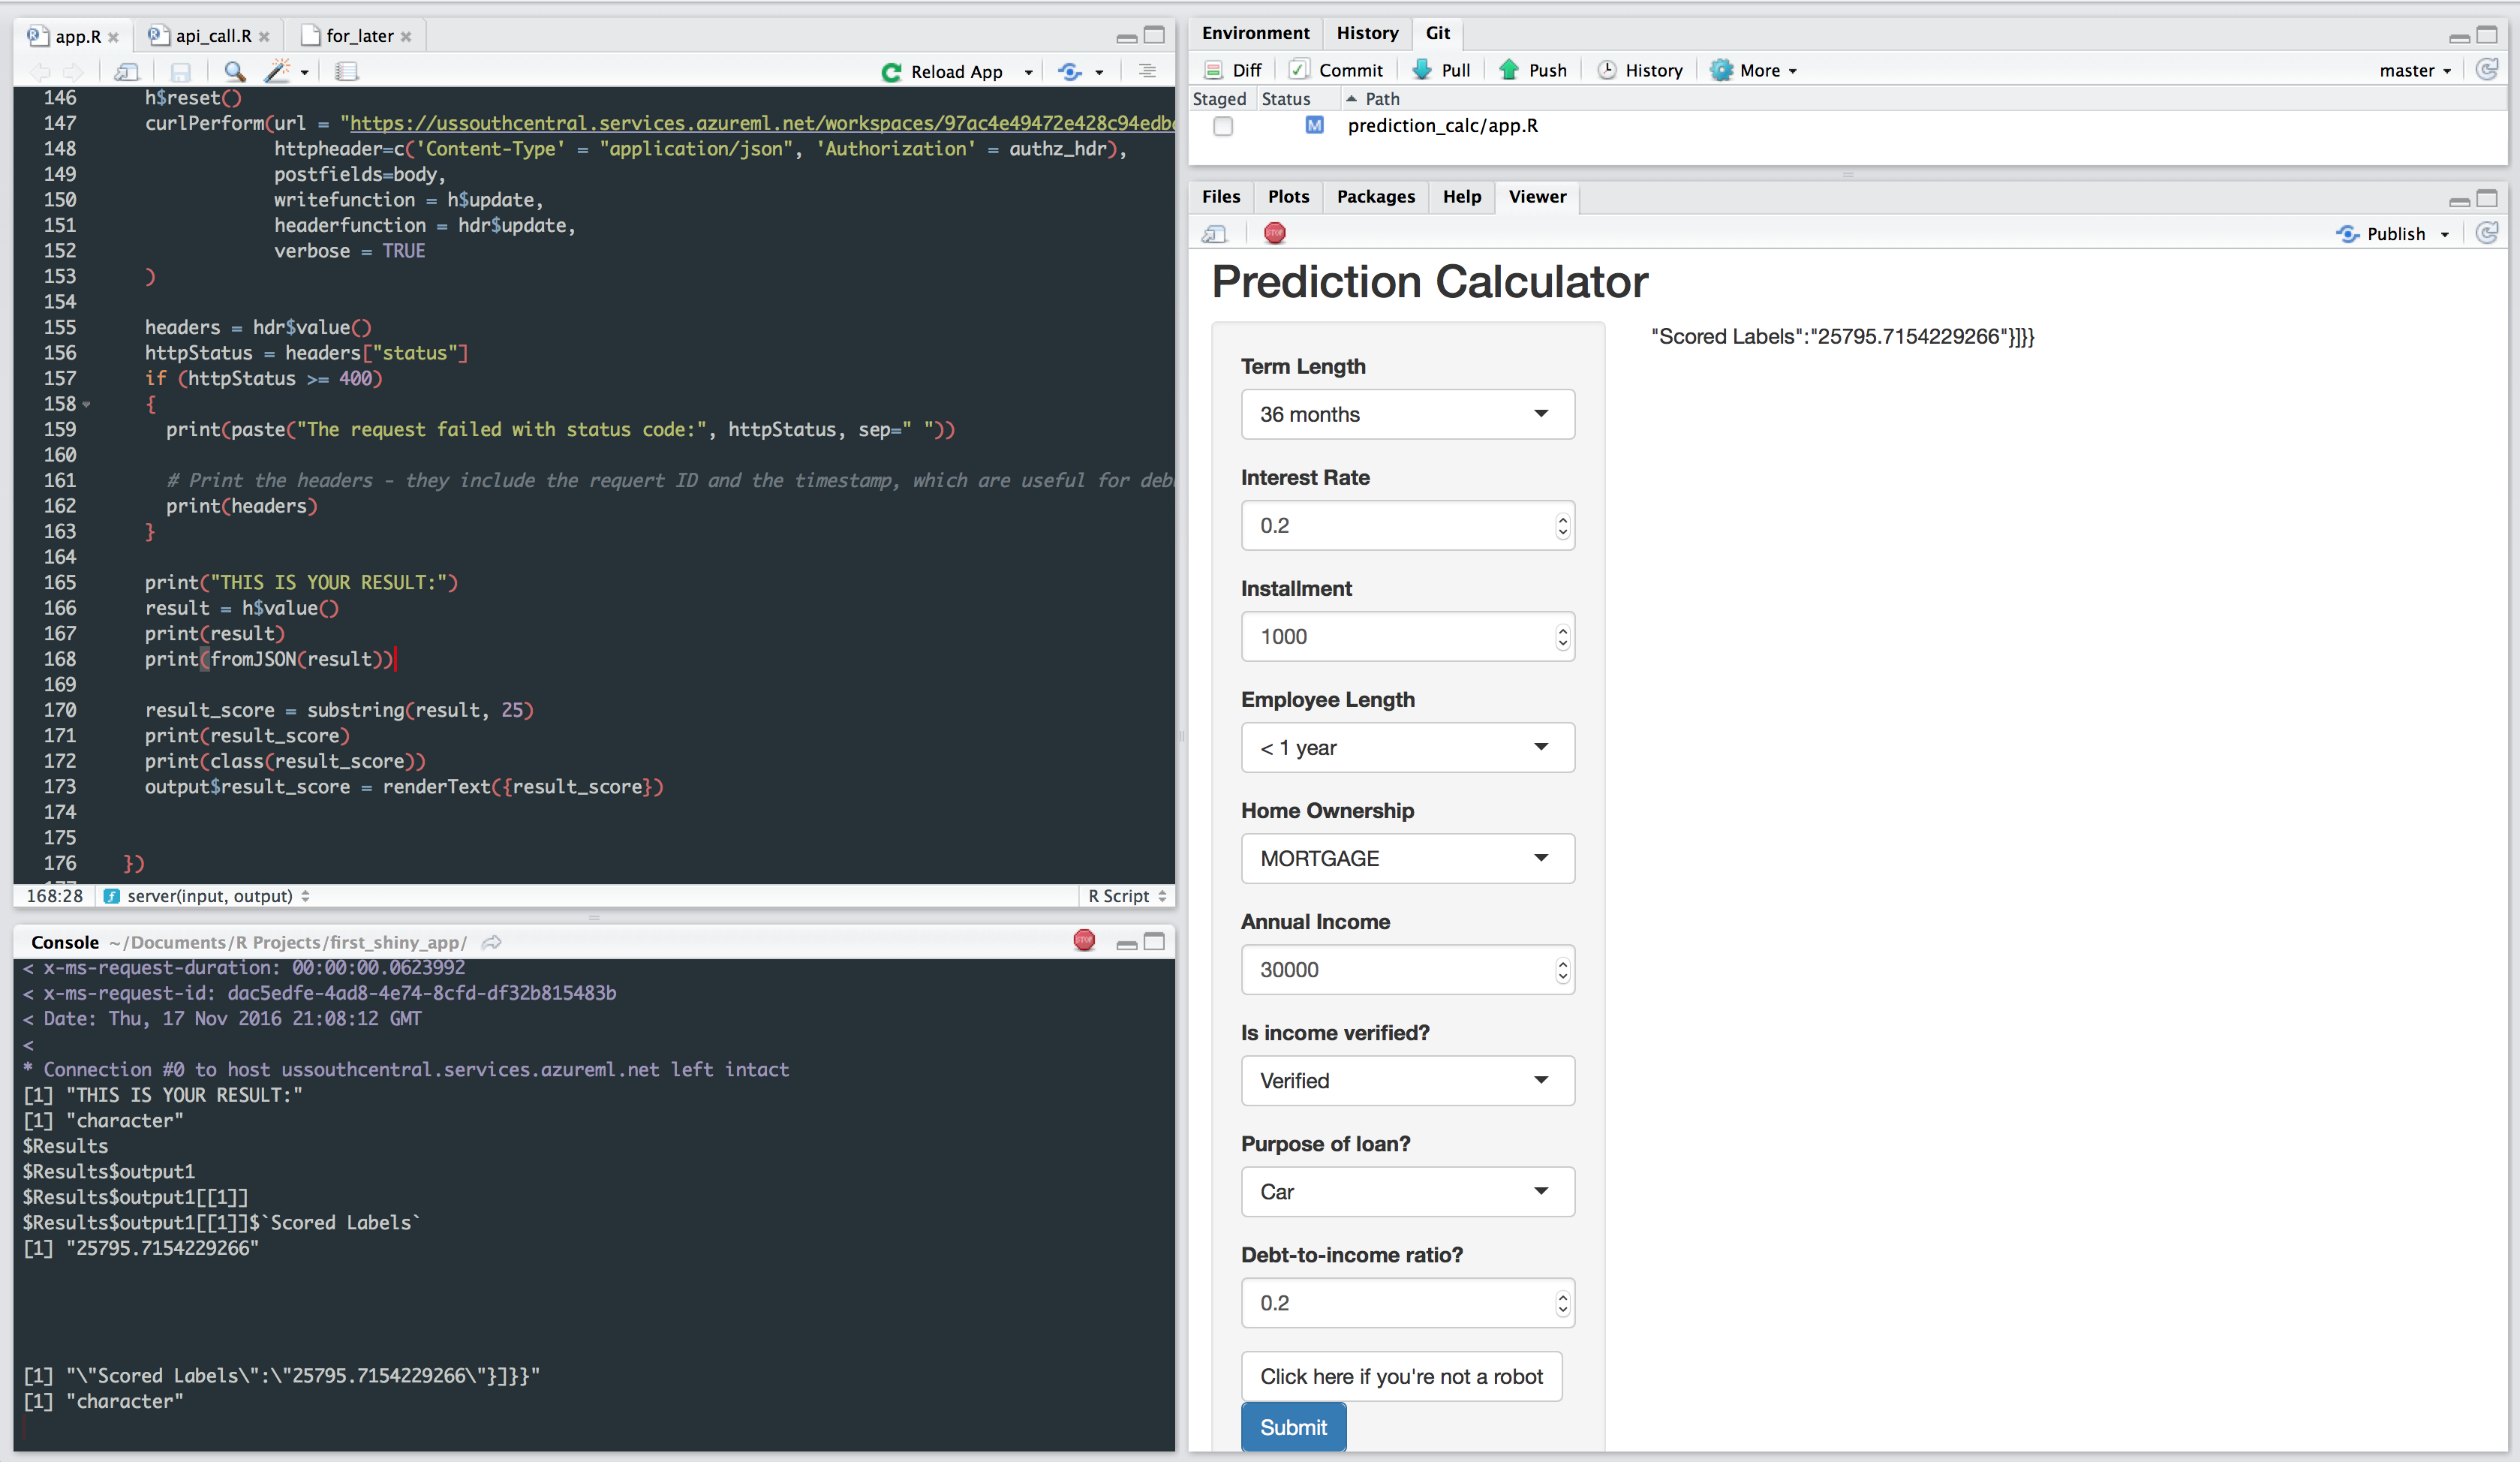 app.R
api_call.R
for_later
Reload App
146 h$reset()
147 curlPerform(url = "https://ussouthcentral.services.azureml.net/workspaces/97ac4e49472e428c94edb
148 httpheader=c('Content-Type' = "application/json", 'Authorization' = authz_hdr),
149 postfields=body,
150 writefunction = h$update,
151 headerfunction = hdr$update,
152 verbose = TRUE
153 )
154
155 headers = hdr$value()
156 httpStatus = headers["status"]
157 if (httpStatus >= 400)
158 {
159 print(paste("The request failed with status code:", httpStatus, sep=" "))
160
161 # Print the headers - they include the requert ID and the timestamp, which are useful for deb
162 print(headers)
163 }
164
165 print("THIS IS YOUR RESULT:")
166 result = h$value()
167 print(result)
168 print(fromJSON(result))
169
170 result_score = substring(result, 25)
171 print(result_score)
172 print(class(result_score))
173 output$result_score = renderText({result_score})
174
175
176 })
168:28 server(input, output) R Script
Console ~/Documents/R Projects/first_shiny_app/
STOP
< x-ms-request-duration: 00:00:00.0623992
< x-ms-request-id: dac5edfe-4ad8-4e74-8cfd-df32b815483b
< Date: Thu, 17 Nov 2016 21:08:12 GMT
<
* Connection #0 to host ussouthcentral.services.azureml.net left intact
[1] "THIS IS YOUR RESULT:"
[1] "character"
$Results
$Results$output1
$Results$output1[[1]]
$Results$output1[[1]]$`Scored Labels`
[1] "25795.7154229266"
[1] "\"Scored Labels\":\"25795.7154229266\"}]}}"
[1] "character"
Environment History Git
Diff Commit Pull Push History More master
Staged Status Path
M prediction_calc/app.R
Files Plots Packages Help Viewer
STOP
Publish
Prediction Calculator
"Scored Labels":"25795.7154229266"}]}}
Term Length
36 months
Interest Rate
0.2
Installment
1000
Employee Length
< 1 year
Home Ownership
MORTGAGE
Annual Income
30000
Is income verified?
Verified
Purpose of loan?
Car
Debt-to-income ratio?
0.2
Click here if you're not a robot
Submit